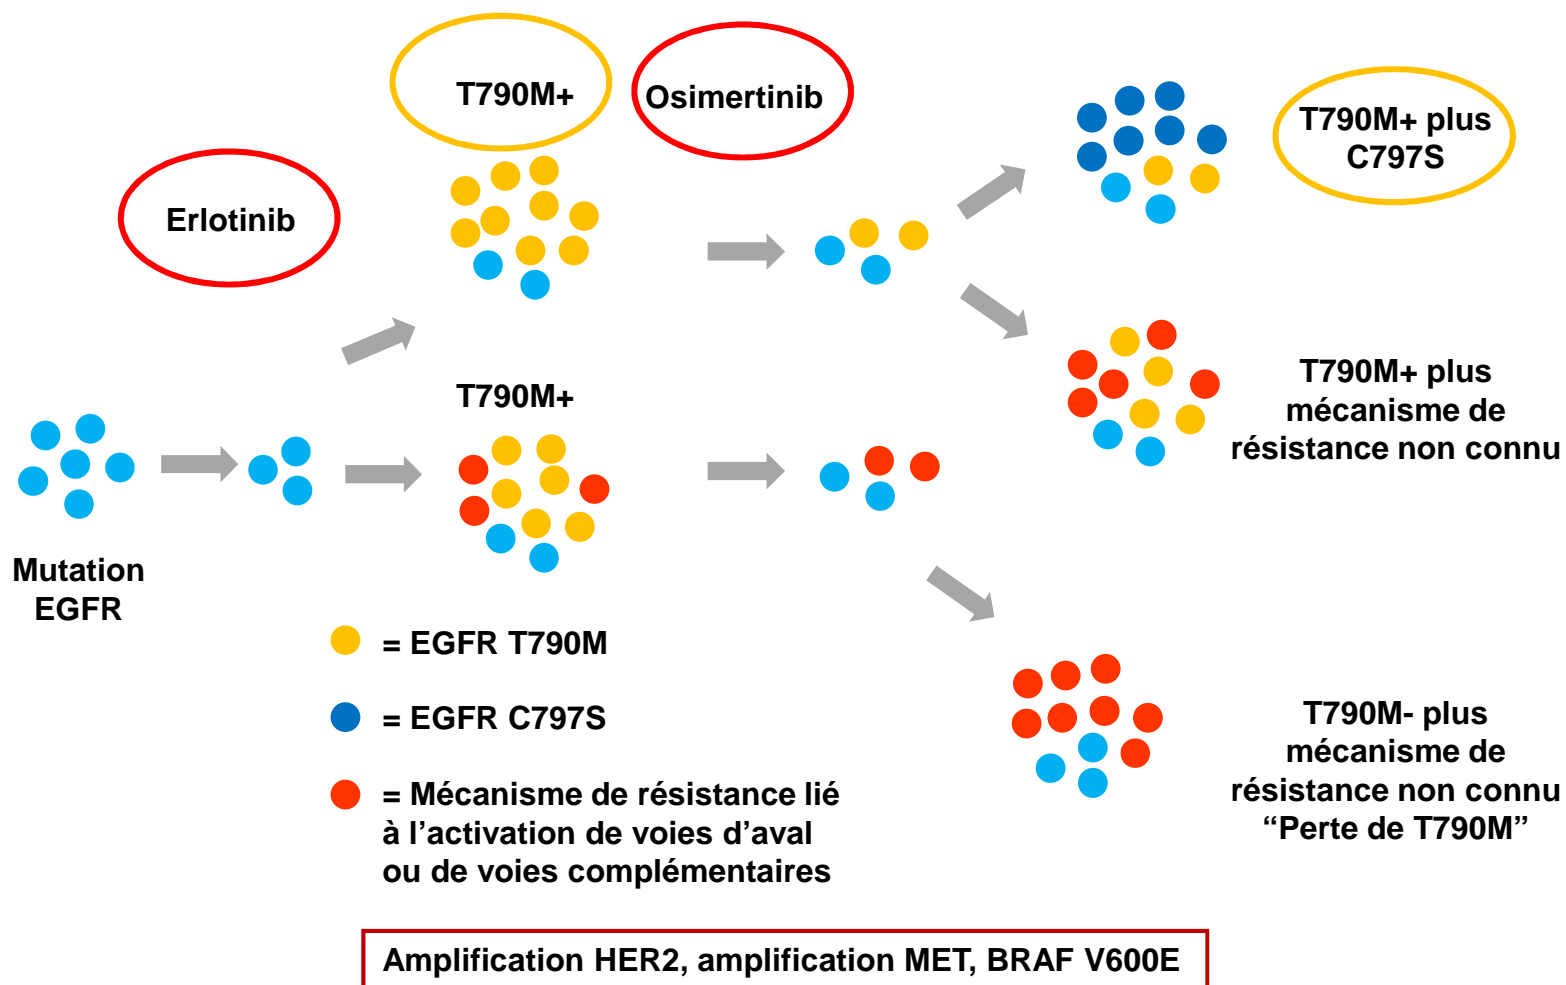 T790M+
Osimertinib
Erlotinib
T790M+ plus
C797S
T790M+
T790M+ plus
mécanisme de
résistance non connu
Mutation
EGFR
= EGFR T790M
= EGFR C797S
= Mécanisme de résistance lié
à l’activation de voies d’aval
ou de voies complémentaires
T790M- plus
mécanisme de
résistance non connu
“Perte de T790M”
Amplification HER2, amplification MET, BRAF V600E